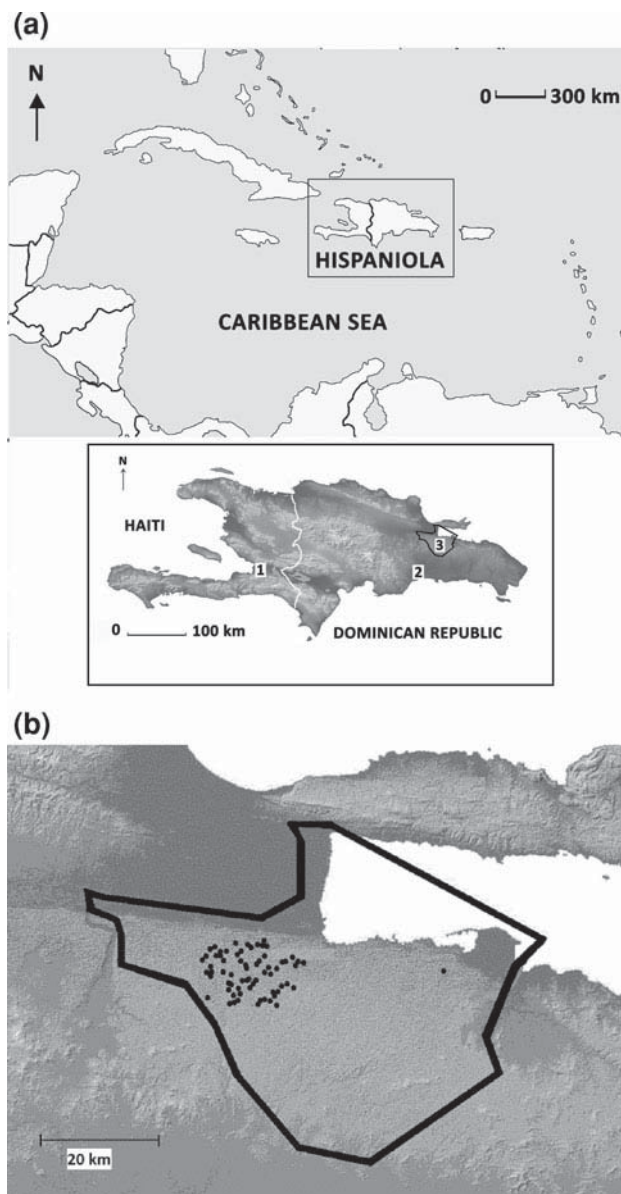 (a)
N
0 300 km
HISPANIOLA
CARIBBEAN SEA
N
HAITI
3
1
2
0 100 km
DOMINICAN REPUBLIC
(b)
20 km